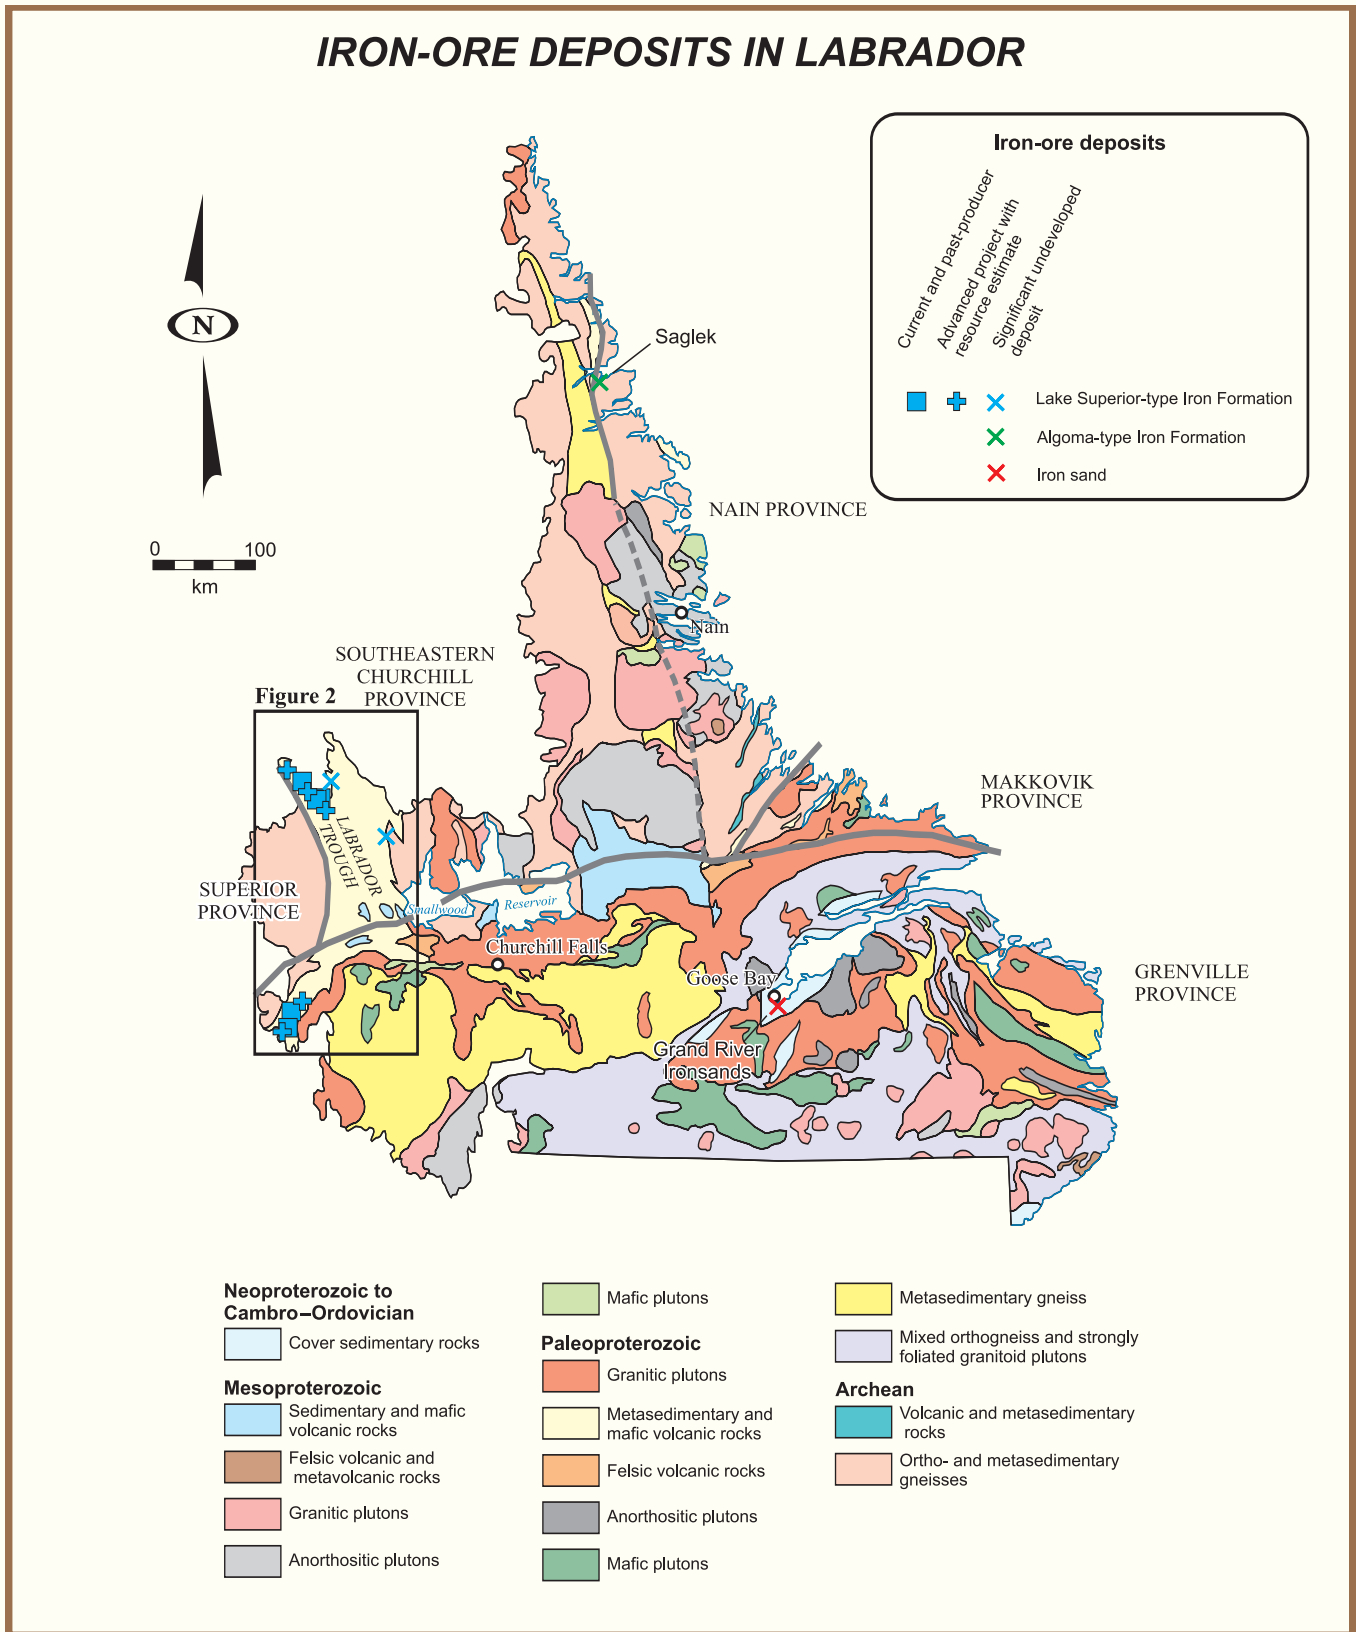 IRON-ORE DEPOSITS IN LABRADOR
Iron-ore deposits
Current and past-producer
Advanced project with
resource estimate
Significant undeveloped
deposit
Lake Superior-type Iron Formation
Algoma-type Iron Formation
Iron sand
N
0 100
km
Saglek
NAIN PROVINCE
Nain
SOUTHEASTERN
CHURCHILL
PROVINCE
Figure 2
MAKKOVIK
PROVINCE
LABRADOR
TROUGH
SUPERIOR
PROVINCE
Smallwood
Reservoir
Churchill Falls
Goose Bay
GRENVILLE
PROVINCE
Grand River
Ironsands
Neoproterozoic to
Cambro–Ordovician
Cover sedimentary rocks
Mesoproterozoic
Sedimentary and mafic
volcanic rocks
Felsic volcanic and
metavolcanic rocks
Granitic plutons
Anorthositic plutons
Mafic plutons
Paleoproterozoic
Granitic plutons
Metasedimentary and
mafic volcanic rocks
Felsic volcanic rocks
Anorthositic plutons
Mafic plutons
Metasedimentary gneiss
Mixed orthogneiss and strongly
foliated granitoid plutons
Archean
Volcanic and metasedimentary
rocks
Ortho- and metasedimentary
gneisses